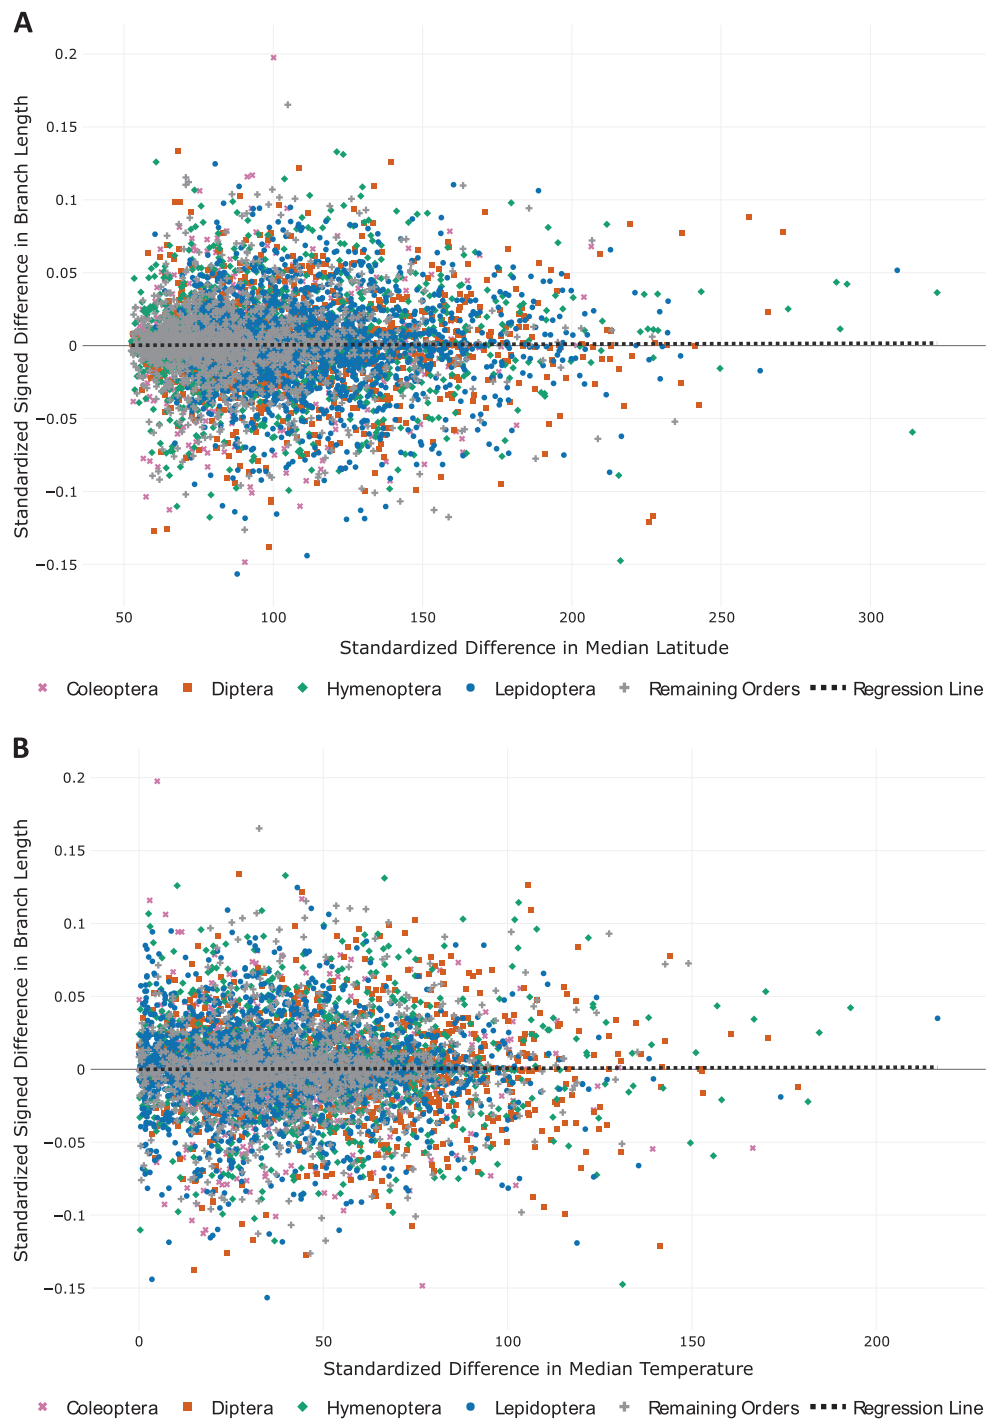 A
Standardized Signed Difference in Branch Length
0.2
0.15
0.1
0.05
0
−0.05
−0.1
−0.15
50 100 150 200 250 300
Standardized Difference in Median Latitude
Coleoptera Diptera Hymenoptera Lepidoptera Remaining Orders Regression Line
B
Standardized Signed Difference in Branch Length
0.2
0.15
0.1
0.05
0
−0.05
−0.1
−0.15
0 50 100 150 200
Standardized Difference in Median Temperature
Coleoptera Diptera Hymenoptera Lepidoptera Remaining Orders Regression Line